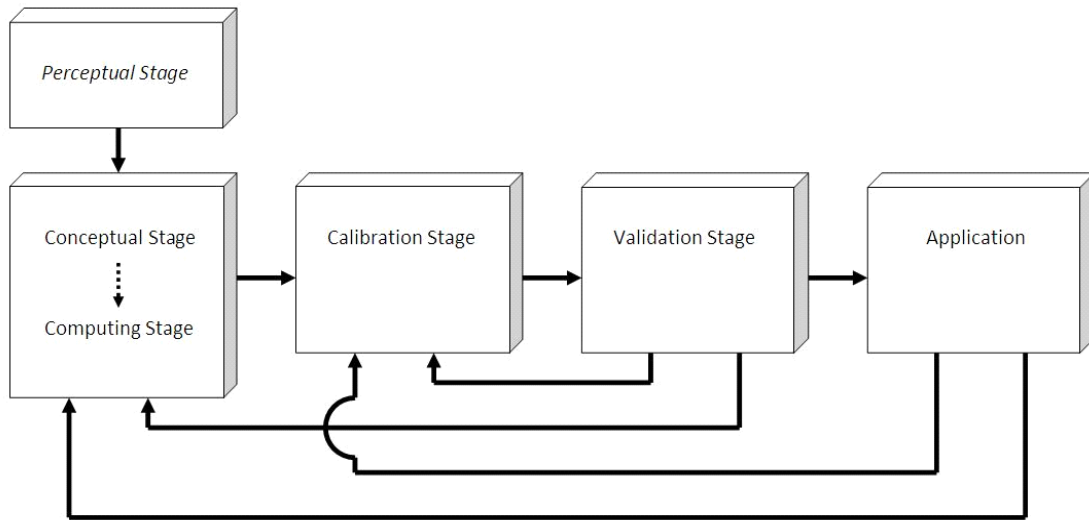 Perceptual Stage
Conceptual Stage
Computing Stage
Calibration Stage
Validation Stage
Application